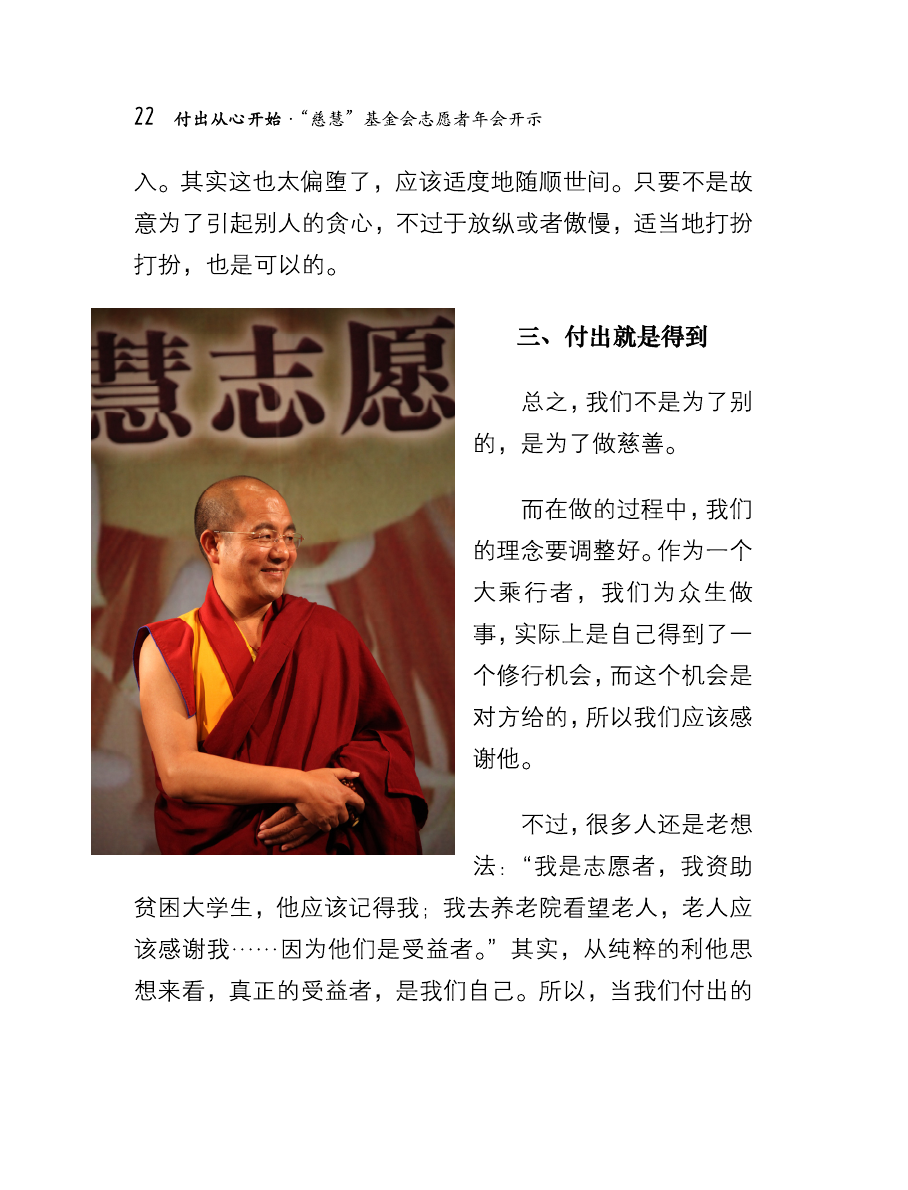 22 付出从心开始·“慈慧”基金会志愿者年会开示
入。其实这也太偏堕了，应该适度地随顺世间。只要不是故
意为了引起别人的贪心，不过于放纵或者傲慢，适当地打扮
打扮，也是可以的。
慧志愿
三、付出就是得到
总之，我们不是为了别
的，是为了做慈善。
而在做的过程中，我们
的理念要调整好。作为一个
大乘行者，我们为众生做
事，实际上是自己得到了一
个修行机会，而这个机会是
对方给的，所以我们应该感
谢他。
不过，很多人还是老想
法：“我是志愿者，我资助
贫困大学生，他应该记得我；我去养老院看望老人，老人应
该感谢我……因为他们是受益者。”其实，从纯粹的利他思
想来看，真正的受益者，是我们自己。所以，当我们付出的